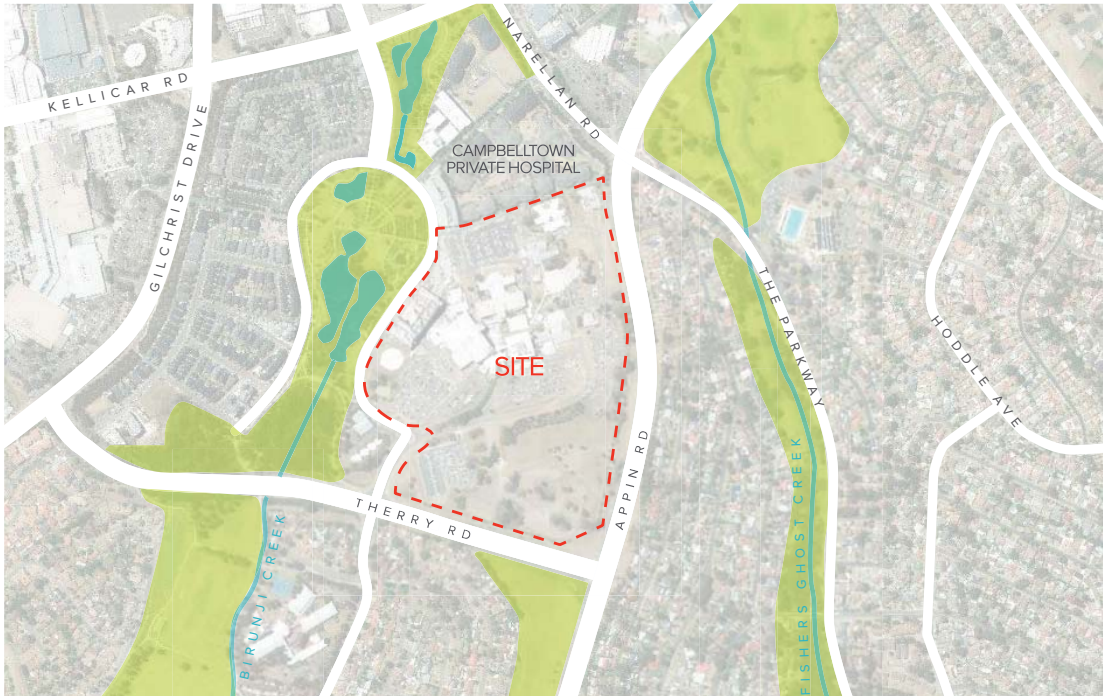 NARELLAN RD
KELLICAR RD
GILCHRIST DRIVE
CAMPBELLTOWN
PRIVATE HOSPITAL
THE PARKWAY
HODDLE AVE
SITE
APPIN RD
THERRY RD
BIRUNJI CREEK
FISHERS GHOST CREEK